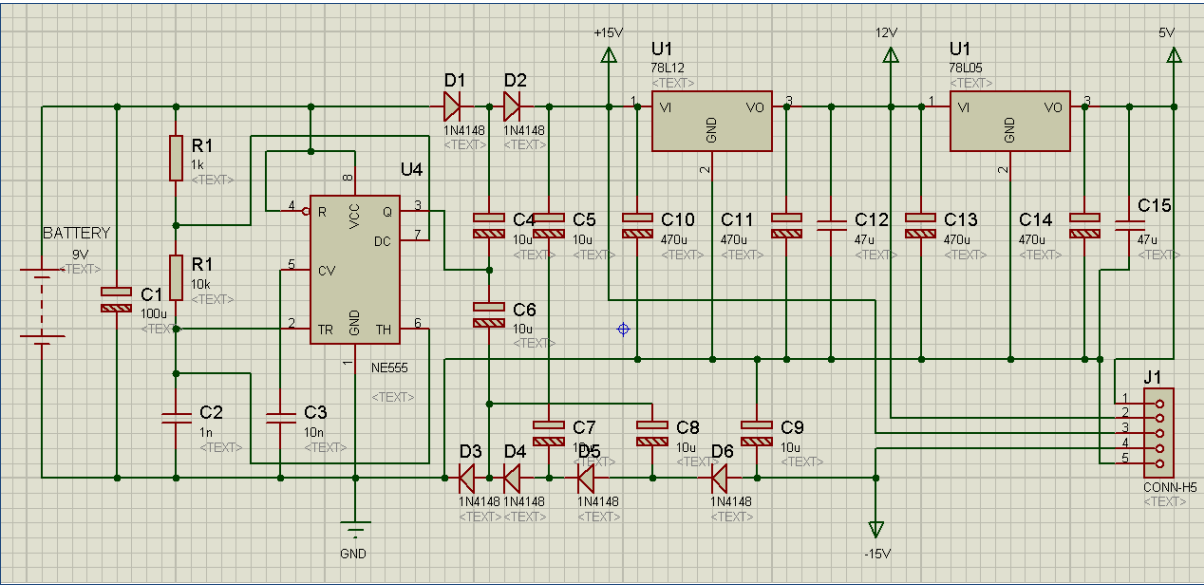 +15V
12V
5V
U1
78L12
<TEXT>
U1
78L05
<TEXT>
D1
1N4148
<TEXT>
D2
1N4148
<TEXT>
1
VI
VO
3
GND
2
1
VI
VO
3
GND
2
R1
1k
<TEXT>
U4
8
4
R
VCC
Q
3
DC
7
5
CV
2
TR
GND
TH
6
1
NE555
<TEXT>
BATTERY
9V
<TEXT>
C1
100u
<TEXT>
R1
10k
<TEXT>
C4
10u
<TEXT>
C5
10u
<TEXT>
C10
470u
<TEXT>
C11
470u
<TEXT>
C12
47u
<TEXT>
C13
470u
<TEXT>
C14
470u
<TEXT>
C15
47u
<TEXT>
C6
10u
<TEXT>
C2
1n
<TEXT>
C3
10n
<TEXT>
C7
10u
<TEXT>
C8
10u
<TEXT>
C9
10u
<TEXT>
D3
1N4148
<TEXT>
D4
1N4148
<TEXT>
D5
1N4148
<TEXT>
D6
1N4148
<TEXT>
J1
1
2
3
4
5
CONN-H5
<TEXT>
GND
-15V